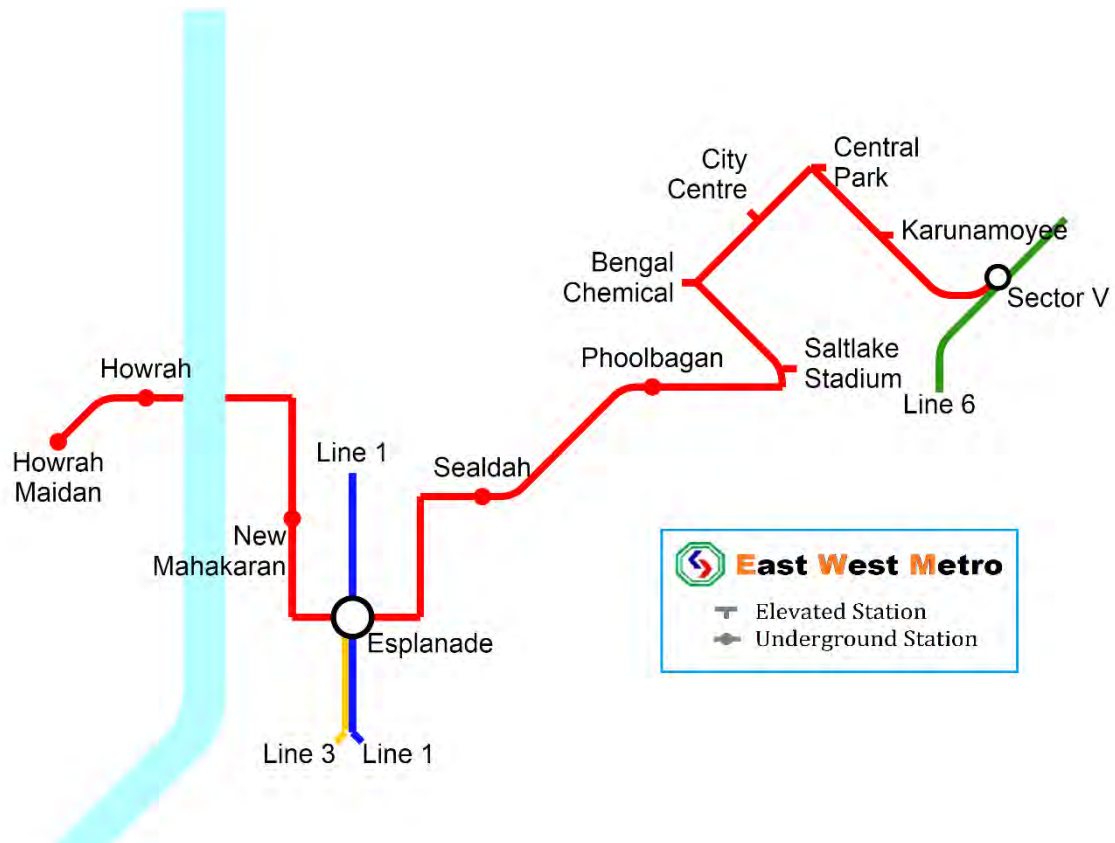 City
Centre
Central
Park
Karunamoyee
Bengal
Chemical
Sector V
Phoolbagan
Saltlake
Stadium
Howrah
Line 6
Howrah
Maidan
Line 1
Sealdah
New
Mahakaran
Esplanade
East West Metro
Elevated Station
Underground Station
Line 3
Line 1